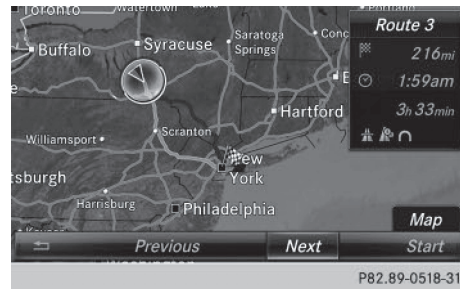 Toronto
Watertown
Route 3
Buffalo
Syracuse
Saratoga
Springs
Conc
216mi
1:59am
Hartford
3h 33min
Williamsport
Scranton
New
York
sburgh
Harrisburg
Philadelphia
Map
Previous
Next
Start
P82.89-0518-31